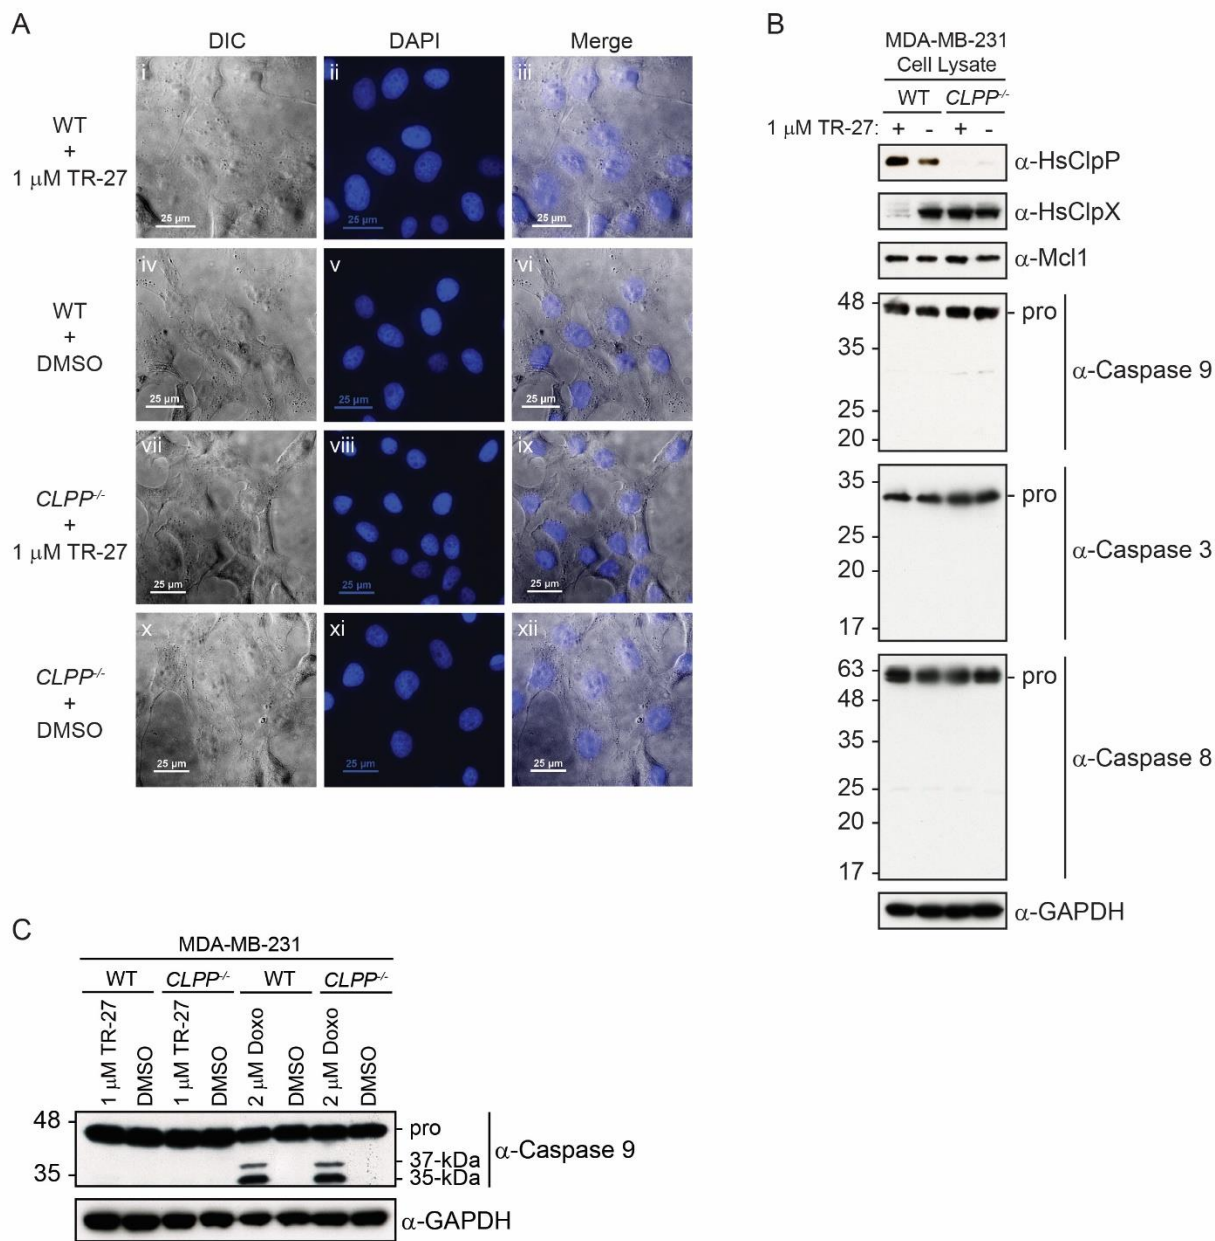 A
DIC DAPI Merge
WT
+
1 μM TR-27
i ii iii
25 μm 25 μm 25 μm
WT
+
DMSO
iv v vi
25 μm 25 μm 25 μm
CLPP-/-
+
1 μM TR-27
vii viii ix
25 μm 25 μm 25 μm
CLPP-/-
+
DMSO
x xi xii
25 μm 25 μm 25 μm
B
MDA-MB-231
Cell Lysate
WT CLPP-/-
1 μM TR-27: + - + -
α-HsClpP
α-HsClpX
α-Mcl1
48 pro
35
α-Caspase 9
25
20
35 pro
25
α-Caspase 3
20
17
63 pro
48
35
α-Caspase 8
25
20
17
α-GAPDH
C
MDA-MB-231
WT CLPP-/- WT CLPP-/-
1 μM TR-27 DMSO 1 μM TR-27 DMSO 2 μM Doxo DMSO 2 μM Doxo DMSO
48 pro
α-Caspase 9
37-kDa
35 35-kDa
α-GAPDH